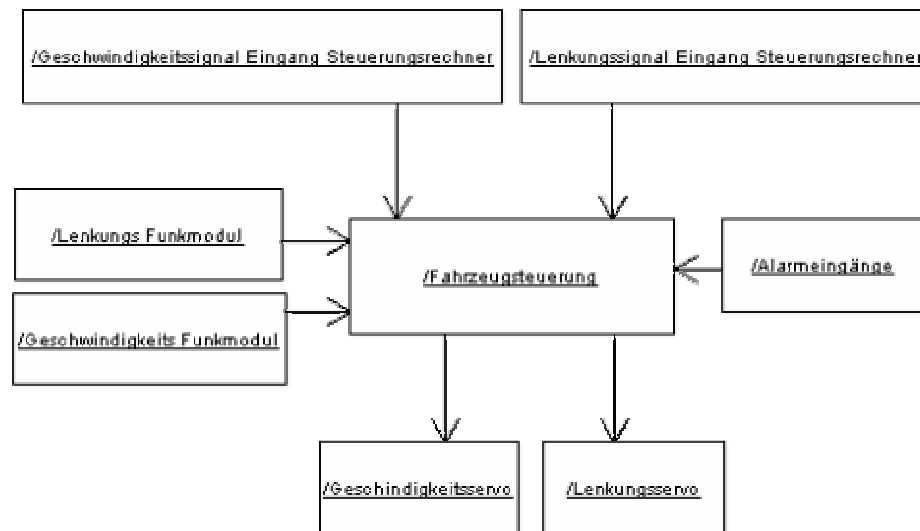 /Geschwindigkeitssignal Eingang Steuerungsrechner
/Lenkungssignal Eingang Steuerungsrechner
/Lenkungs Funkmodul
/Fahrzeugsteuerung
/Alarmeingänge
/Geschwindigkeits Funkmodul
/Geschindigkeitsservo
/Lenkungsservo